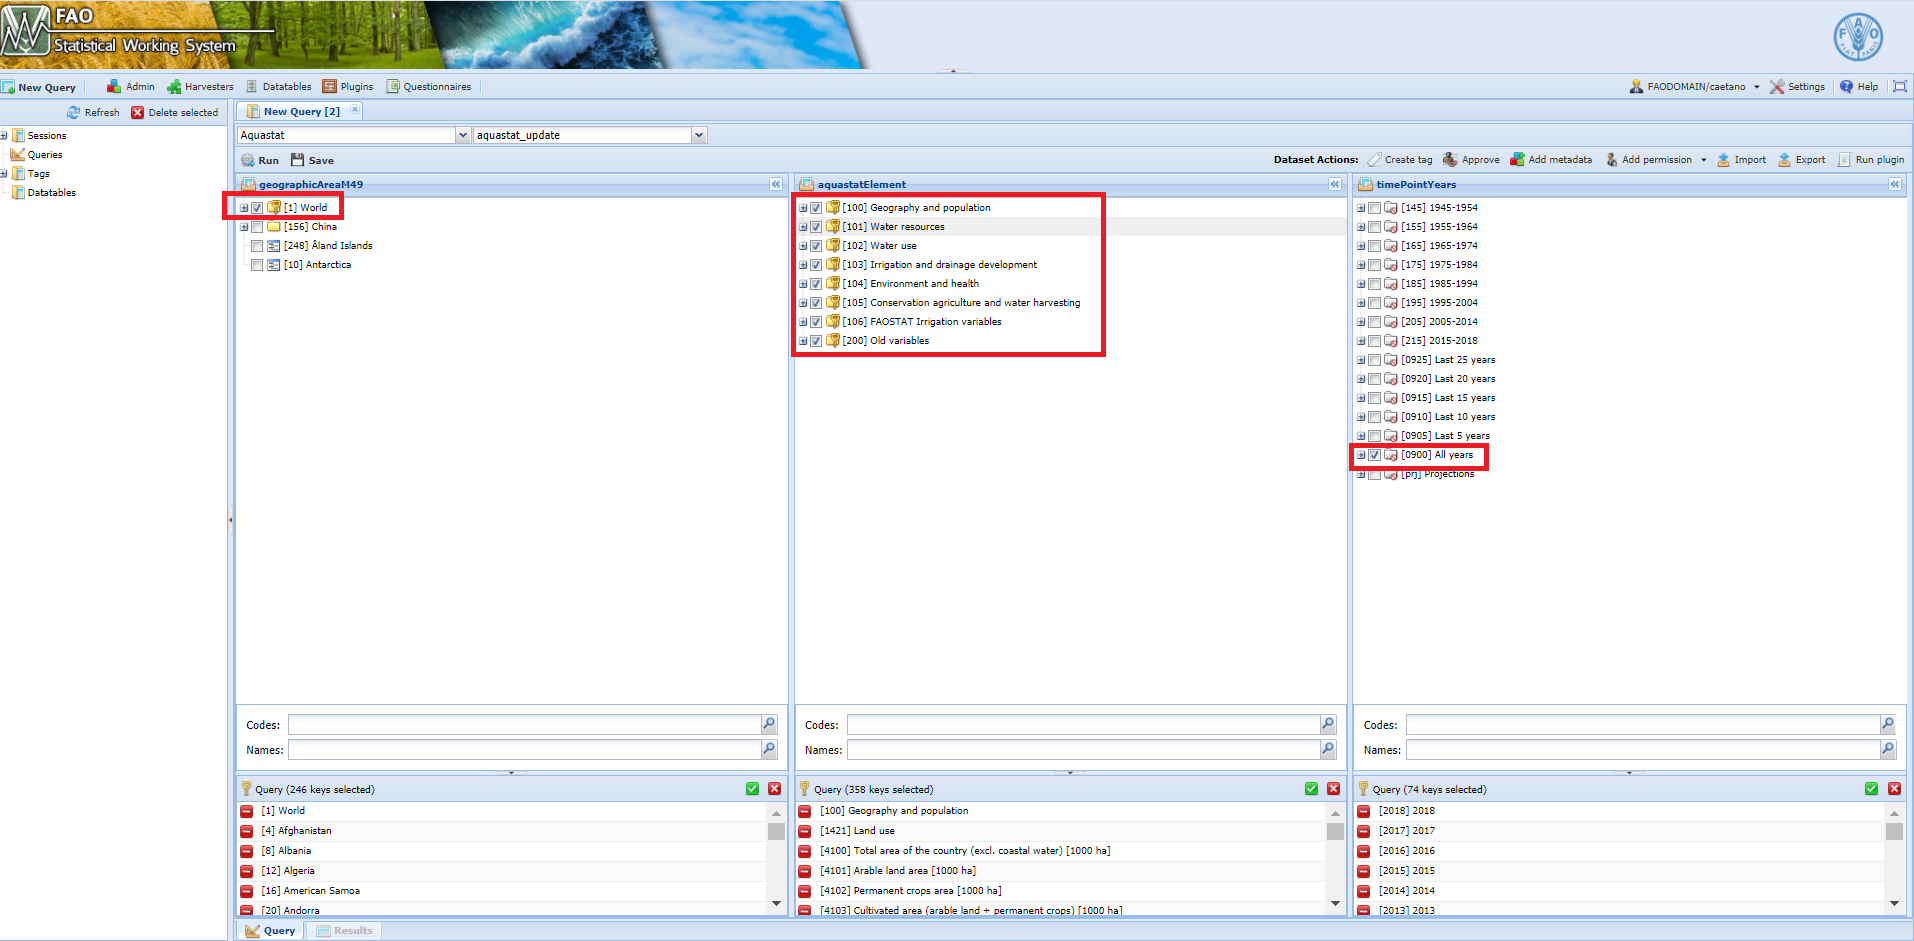 FAO
Statistical Working System
F A O
FIAT PANIS
New Query Admin Harvesters Datatables Plugins Questionnaires FAODOMAIN/caetano Settings Help
Refresh Delete selected
New Query [2]
Sessions
Queries
Tags
Datatables
Aquastat aquastat_update
Run Save Dataset Actions: Create tag Approve Add metadata Add permission Import Export Run plugin
geographicAreaM49
[1] World
[156] China
[248] Åland Islands
[10] Antarctica
Codes:
Names:
Query (246 keys selected)
[1] World
[4] Afghanistan
[8] Albania
[12] Algeria
[16] American Samoa
[20] Andorra
aquastatElement
[100] Geography and population
[101] Water resources
[102] Water use
[103] Irrigation and drainage development
[104] Environment and health
[105] Conservation agriculture and water harvesting
[106] FAOSTAT Irrigation variables
[200] Old variables
Codes:
Names:
Query (358 keys selected)
[100] Geography and population
[1421] Land use
[4100] Total area of the country (excl. coastal water) [1000 ha]
[4101] Arable land area [1000 ha]
[4102] Permanent crops area [1000 ha]
[4103] Cultivated area (arable land + permanent crops) [1000 ha]
timePointYears
[145] 1945-1954
[155] 1955-1964
[165] 1965-1974
[175] 1975-1984
[185] 1985-1994
[195] 1995-2004
[205] 2005-2014
[215] 2015-2018
[0925] Last 25 years
[0920] Last 20 years
[0915] Last 15 years
[0910] Last 10 years
[0905] Last 5 years
[0900] All years
[prj] Projections
Codes:
Names:
Query (74 keys selected)
[2018] 2018
[2017] 2017
[2016] 2016
[2015] 2015
[2014] 2014
[2013] 2013
Query Results